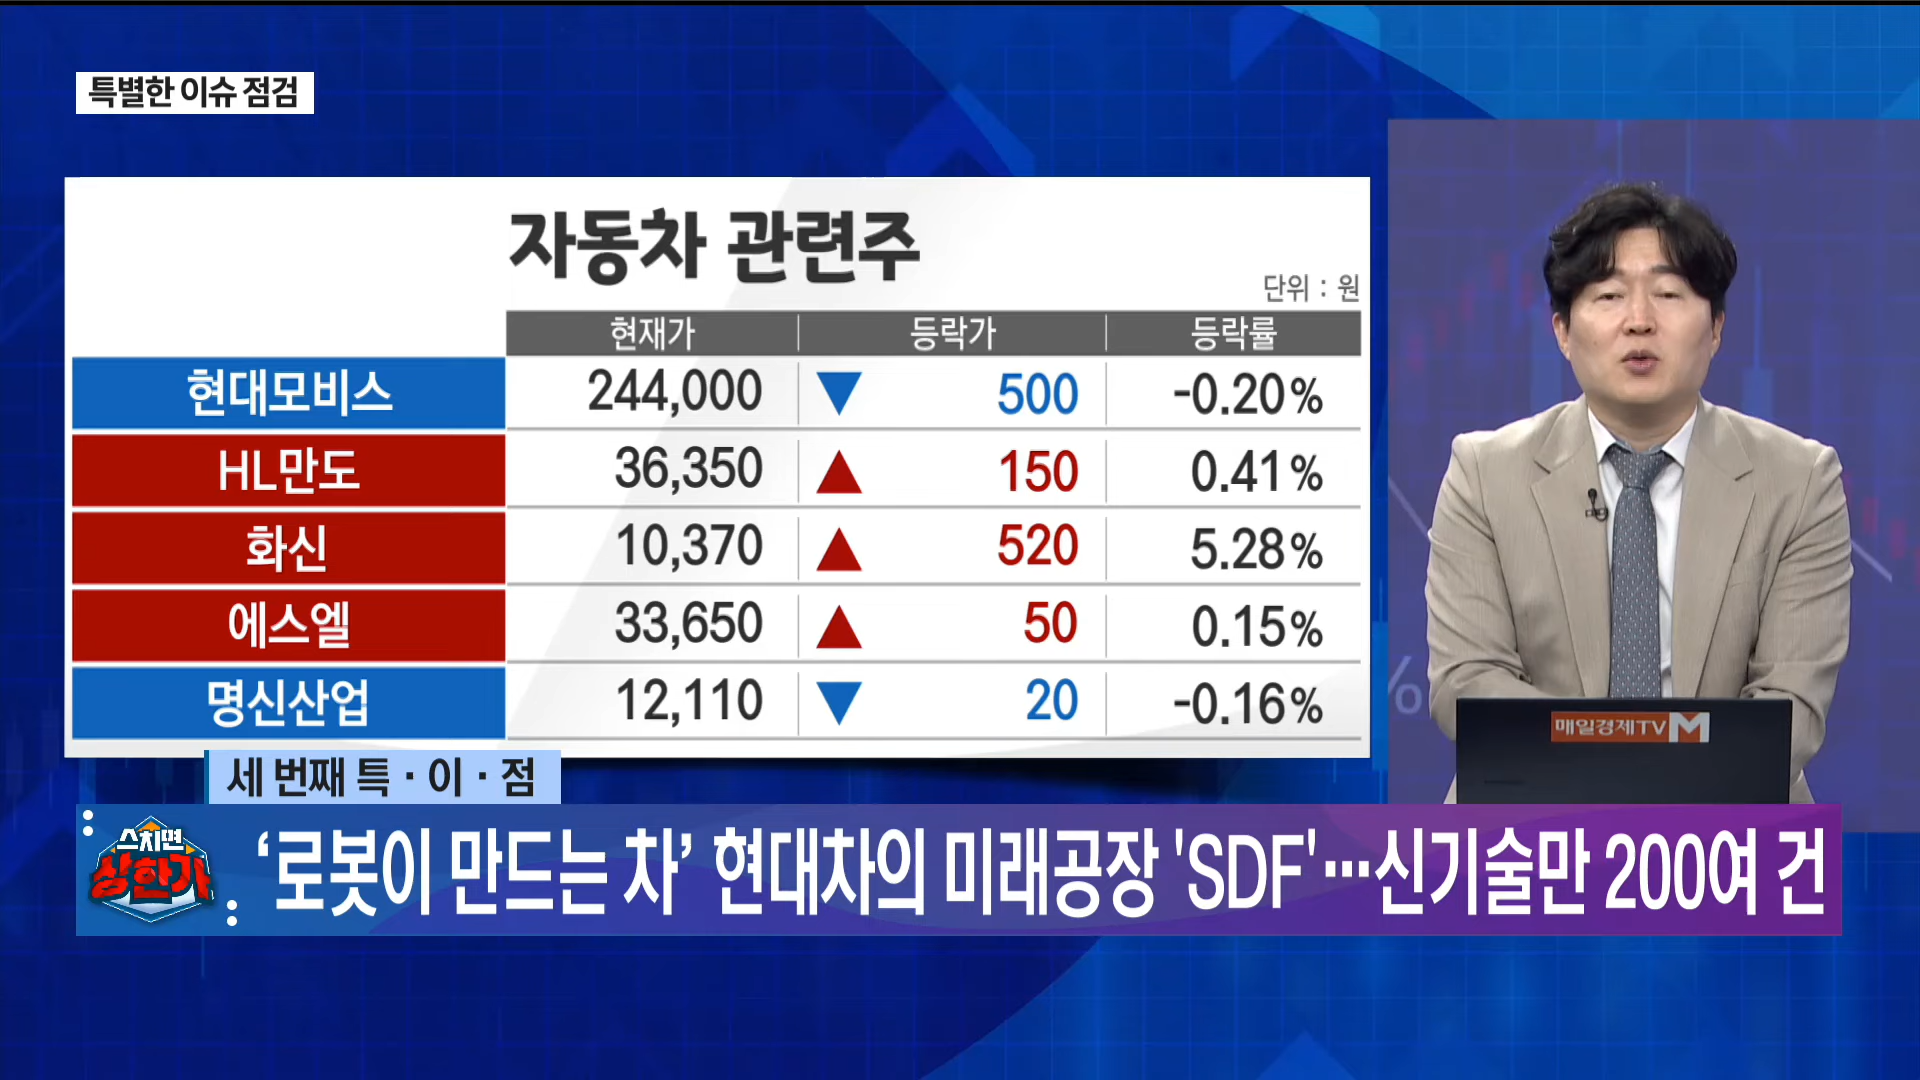 특별한 이슈 점검
자동차 관련주
단위 : 원
현재가 등락가 등락률
현대모비스 244,000 ▼ 500 -0.20%
HL만도 36,350 ▲ 150 0.41%
화신 10,370 ▲ 520 5.28%
에스엘 33,650 ▲ 50 0.15%
명신산업 12,110 ▼ 20 -0.16%
매일경제TV M
세 번째 특·이·점
스치면
상한가
‘로봇이 만드는 차’ 현대차의 미래공장 'SDF'…신기술만 200여 건
%